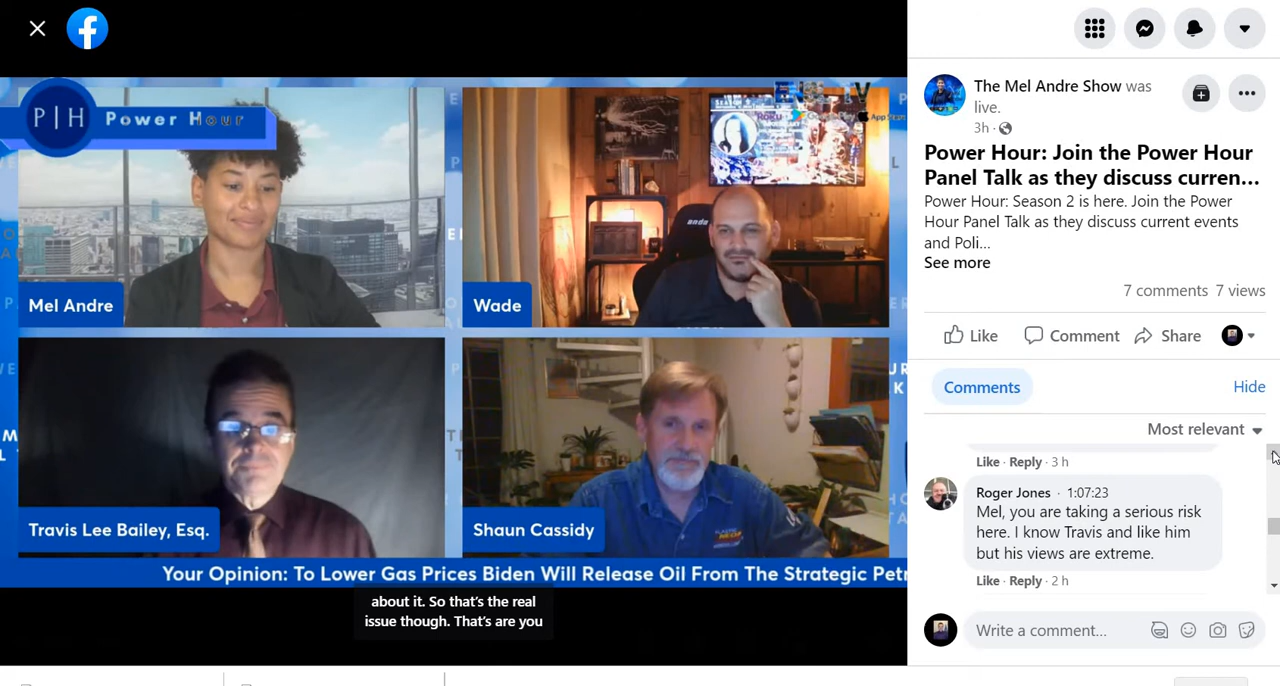 P|H Power Hour
Mel Andre
Wade
Travis Lee Bailey, Esq.
Shaun Cassidy
Your Opinion: To Lower Gas Prices Biden Will Release Oil From The Strategic Petr
about it. So that's the real
issue though. That's are you
The Mel Andre Show was
live.
3h ·
Power Hour: Join the Power Hour
Panel Talk as they discuss curren...
Power Hour: Season 2 is here. Join the Power
Hour Panel Talk as they discuss current events
and Poli...
See more
7 comments 7 views
Like Comment Share
Comments Hide
Most relevant
Like · Reply · 3 h
Roger Jones · 1:07:23
Mel, you are taking a serious risk
here. I know Travis and like him
but his views are extreme.
Like · Reply · 2 h
Write a comment...